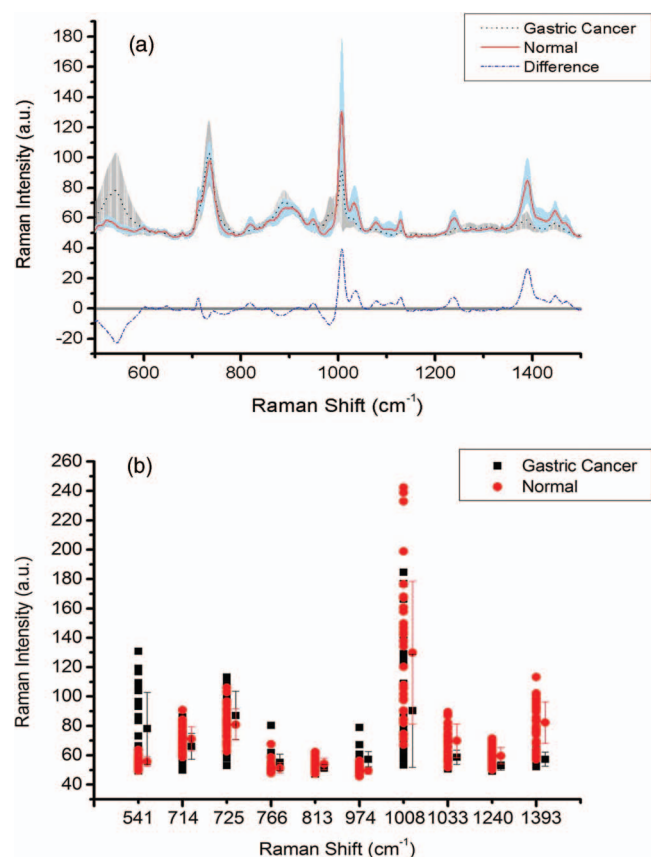 (a)
Gastric Cancer
Normal
Difference
180
160
140
120
100
80
60
40
20
0
-20
Raman Intensity (a.u.)
600 800 1000 1200 1400
Raman Shift (cm-1)
(b)
Gastric Cancer
Normal
260
240
220
200
180
160
140
120
100
80
60
40
Raman Intensity (a.u.)
541 714 725 766 813 974 1008 1033 1240 1393
Raman Shift (cm-1)